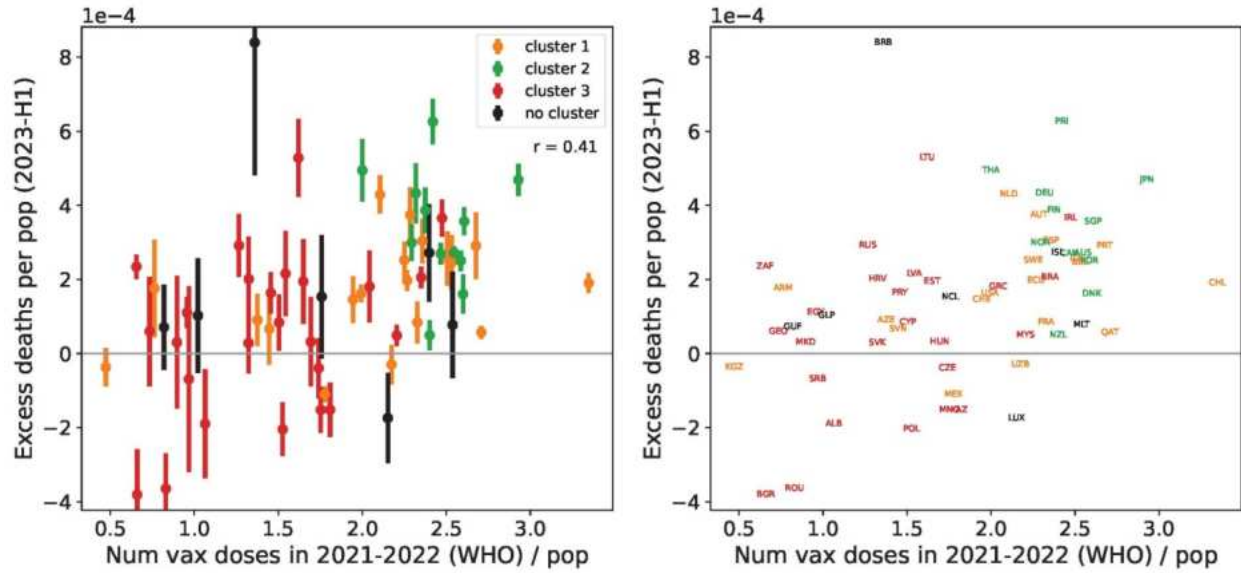 1e−4
Excess deaths per pop (2023-H1)
8
6
4
2
0
−2
−4
cluster 1
cluster 2
cluster 3
no cluster
r = 0.41
0.5 1.0 1.5 2.0 2.5 3.0
Num vax doses in 2021-2022 (WHO) / pop
1e−4
Excess deaths per pop (2023-H1)
8
6
4
2
0
−2
−4
BRB
PRI
LTU
THA
JPN
NLD
DEU
AUT
FIN
IRL
SGP
RUS
NOR
PRT
ISL
AUS
SWE
ZAF
LVA
HRV
EST
ECU
BRA
CHL
ARM
PRY
NCL
USA
GRC
DNK
EGY
GLP
GUF
AZE
CYP
SVN
FRA
MLT
GEO
MYS
NZL
QAT
MKD
SVK
HUN
KGZ
CZE
UZB
SRB
MEX
ALB
POL
LUX
BGR
ROU
0.5 1.0 1.5 2.0 2.5 3.0
Num vax doses in 2021-2022 (WHO) / pop